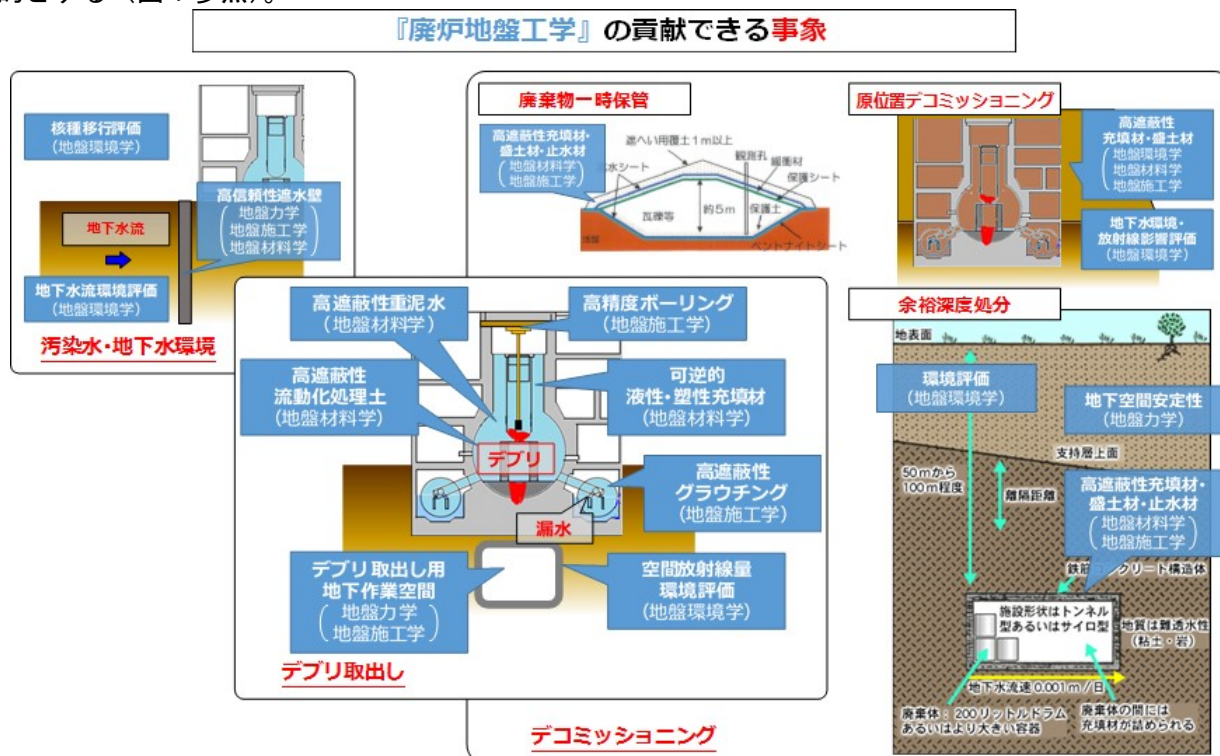 『廃炉地盤工学』の貢献できる事象
核種移行評価
(地盤環境学)
高信頼性遮水壁
地盤力学
地盤施工学
地盤材料学
地下水流
地下水流環境評価
(地盤環境学)
汚染水・地下水環境
廃棄物一時保管
高遮蔽性充填材・
盛土材・止水材
地盤材料学
地盤施工学
遮へい用覆土1m以上
観測孔
緩衝材
保護シート
水シート
瓦礫等
約5m
保護土
ベントナイトシート
原位置デコミッショニング
高遮蔽性
充填材・盛土材
地盤環境学
地盤材料学
地盤施工学
地下水環境・
放射線影響評価
(地盤環境学)
高遮蔽性重泥水
(地盤材料学)
高精度ボーリング
(地盤施工学)
高遮蔽性
流動化処理土
(地盤材料学)
可逆的
液性・塑性充填材
(地盤材料学)
デブリ
高遮蔽性
グラウチング
(地盤施工学)
漏水
デブリ取出し用
地下作業空間
地盤力学
地盤施工学
空間放射線量
環境評価
(地盤環境学)
デブリ取出し
デコミッショニング
余裕深度処分
地表面
環境評価
(地盤環境学)
地下空間安定性
(地盤力学)
支持層上面
50mから
100m程度
離隔距離
高遮蔽性充填材・
盛土材・止水材
地盤材料学
地盤施工学
鉄筋コンクリート構造体
施設形状はトンネル
型あるいはサイロ型
地質は難透水性
(粘土・岩)
地下水流速0.001m/日
廃棄体:200リットルドラム
あるいはより大きい容器
廃棄体の間には
充填材が詰められる